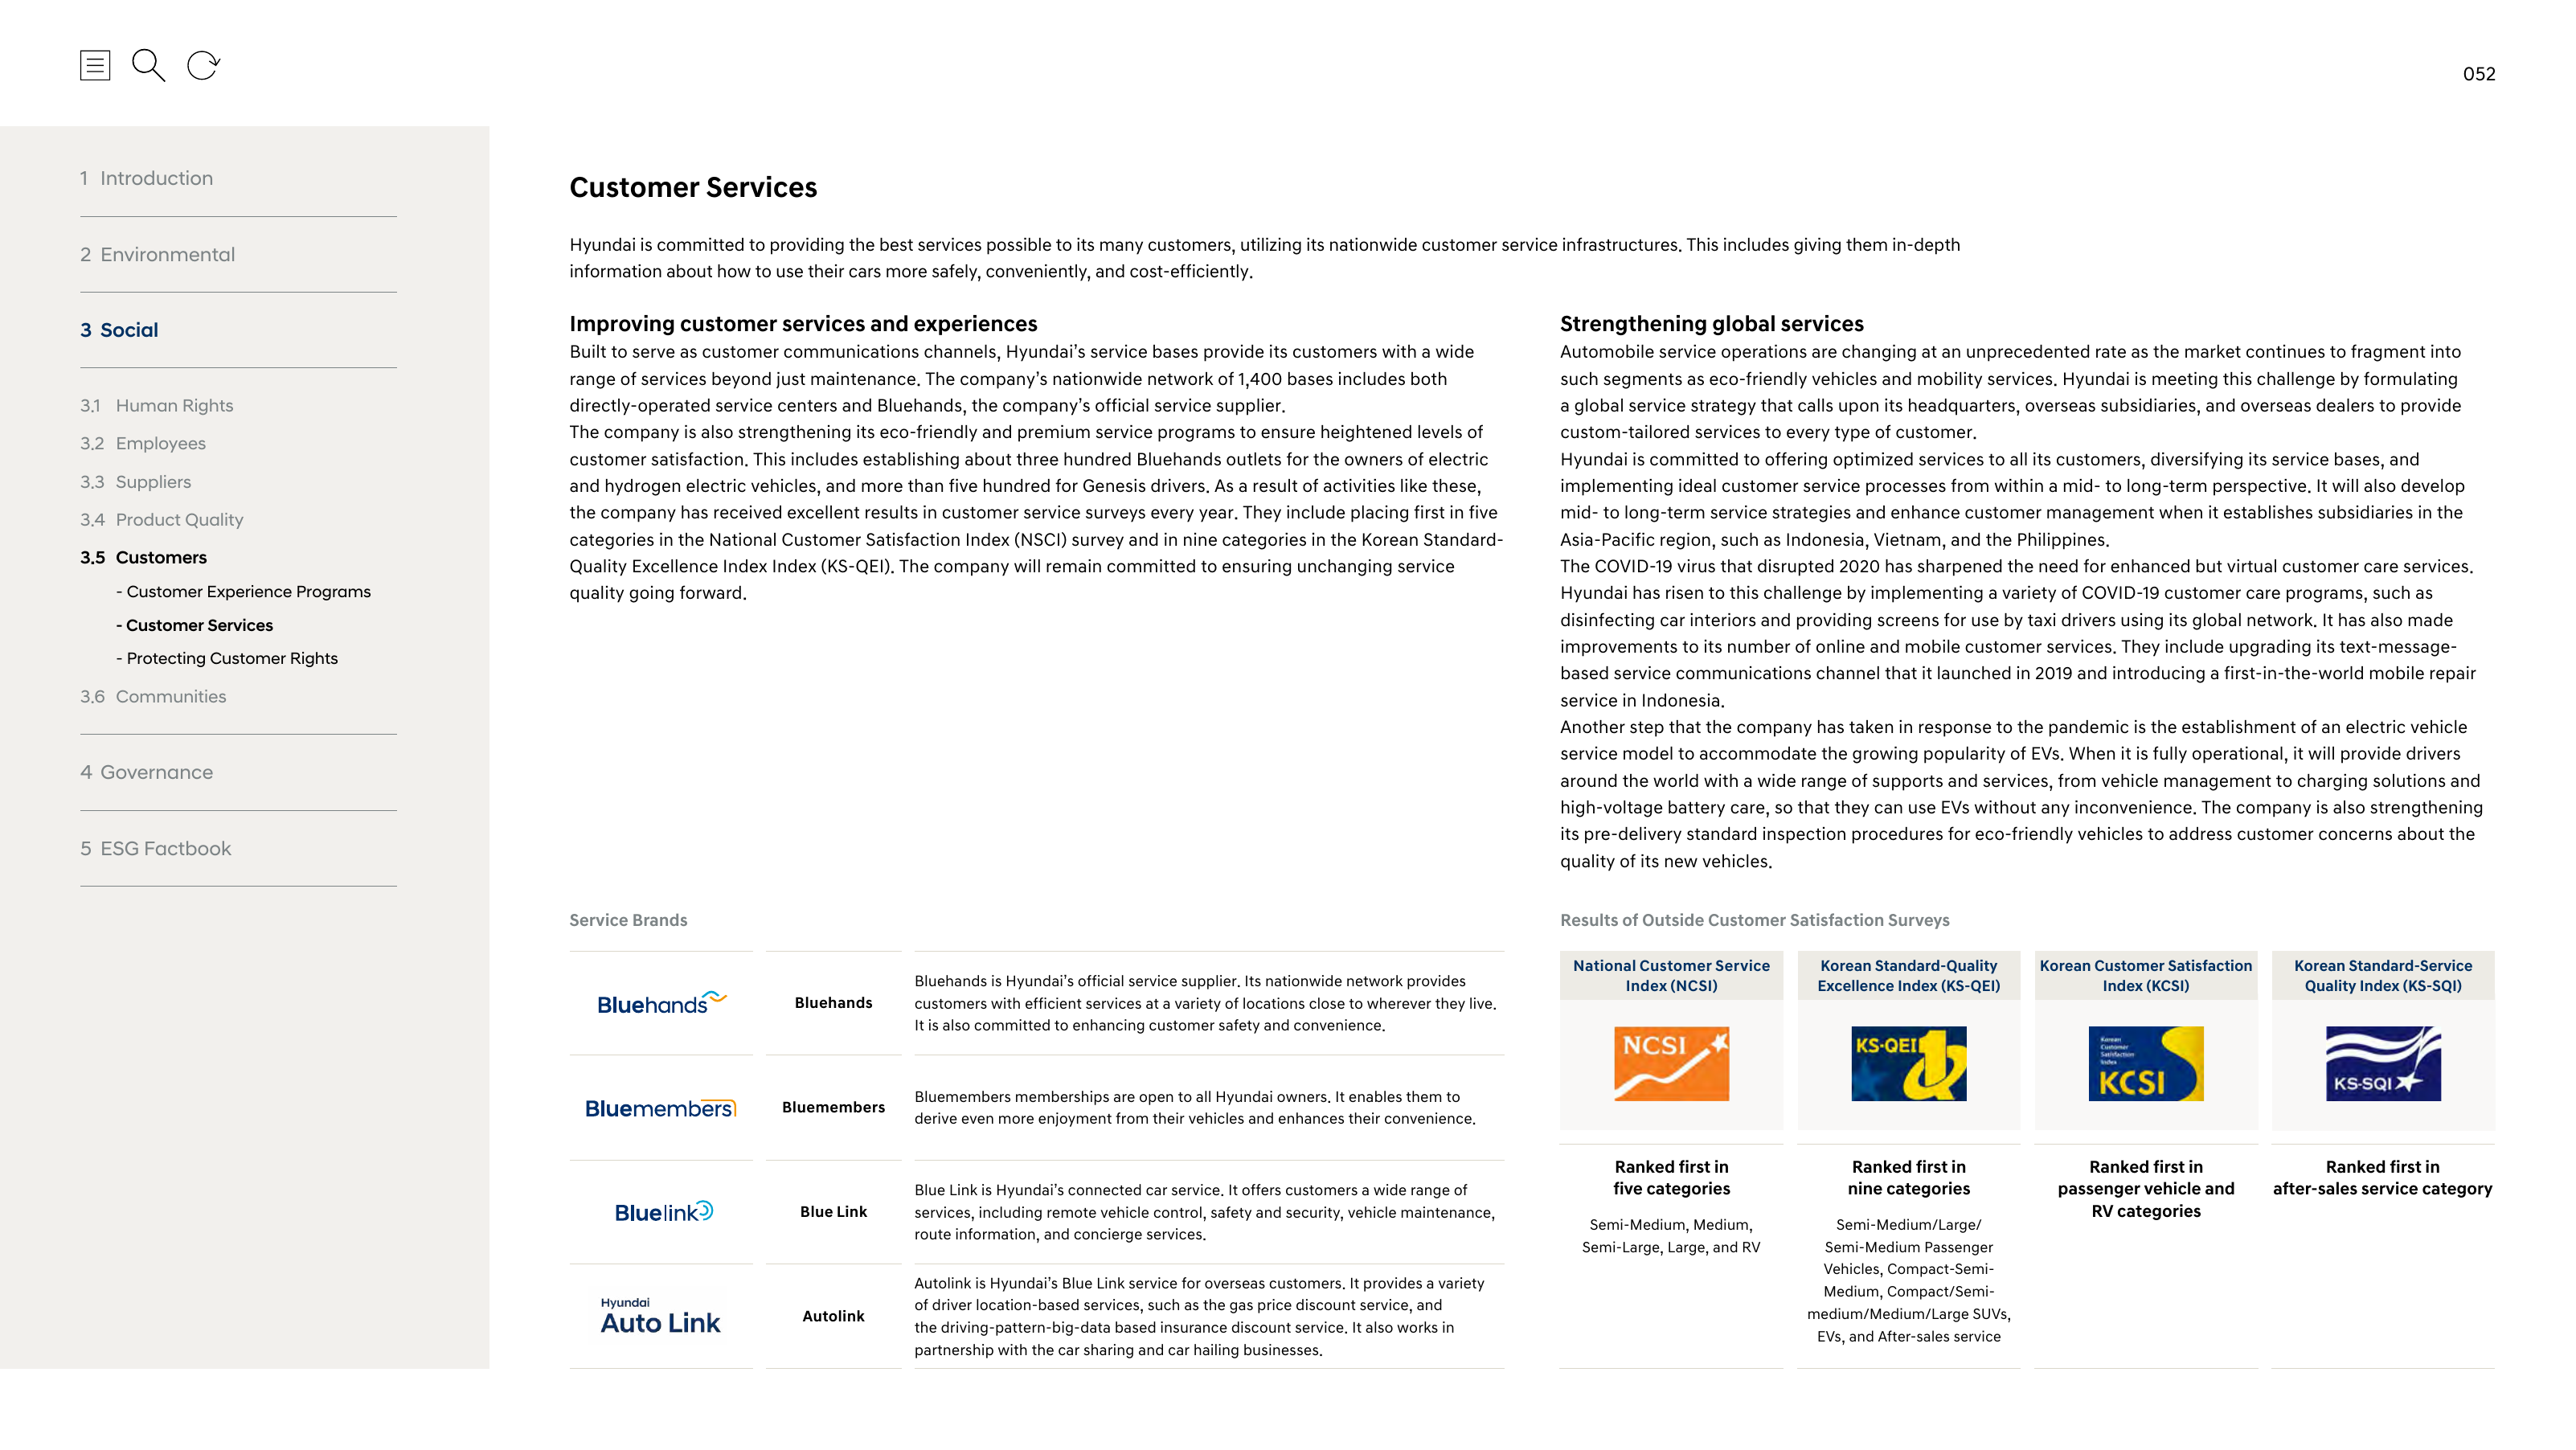 052
1 Introduction
2 Environmental
3 Social
3.1 Human Rights
3.2 Employees
3.3 Suppliers
3.4 Product Quality
3.5 Customers
- Customer Experience Programs
- Customer Services
- Protecting Customer Rights
3.6 Communities
4 Governance
5 ESG Factbook
Customer Services
Hyundai is committed to providing the best services possible to its many customers, utilizing its nationwide customer service infrastructures. This includes giving them in-depth
information about how to use their cars more safely, conveniently, and cost-efficiently.
Improving customer services and experiences
Built to serve as customer communications channels, Hyundai’s service bases provide its customers with a wide
range of services beyond just maintenance. The company’s nationwide network of 1,400 bases includes both
directly-operated service centers and Bluehands, the company’s official service supplier.
The company is also strengthening its eco-friendly and premium service programs to ensure heightened levels of
customer satisfaction. This includes establishing about three hundred Bluehands outlets for the owners of electric
and hydrogen electric vehicles, and more than five hundred for Genesis drivers. As a result of activities like these,
the company has received excellent results in customer service surveys every year. They include placing first in five
categories in the National Customer Satisfaction Index (NSCI) survey and in nine categories in the Korean Standard-
Quality Excellence Index Index (KS-QEI). The company will remain committed to ensuring unchanging service
quality going forward.
Strengthening global services
Automobile service operations are changing at an unprecedented rate as the market continues to fragment into
such segments as eco-friendly vehicles and mobility services. Hyundai is meeting this challenge by formulating
a global service strategy that calls upon its headquarters, overseas subsidiaries, and overseas dealers to provide
custom-tailored services to every type of customer.
Hyundai is committed to offering optimized services to all its customers, diversifying its service bases, and
implementing ideal customer service processes from within a mid- to long-term perspective. It will also develop
mid- to long-term service strategies and enhance customer management when it establishes subsidiaries in the
Asia-Pacific region, such as Indonesia, Vietnam, and the Philippines.
The COVID-19 virus that disrupted 2020 has sharpened the need for enhanced but virtual customer care services.
Hyundai has risen to this challenge by implementing a variety of COVID-19 customer care programs, such as
disinfecting car interiors and providing screens for use by taxi drivers using its global network. It has also made
improvements to its number of online and mobile customer services. They include upgrading its text-message-
based service communications channel that it launched in 2019 and introducing a first-in-the-world mobile repair
service in Indonesia.
Another step that the company has taken in response to the pandemic is the establishment of an electric vehicle
service model to accommodate the growing popularity of EVs. When it is fully operational, it will provide drivers
around the world with a wide range of supports and services, from vehicle management to charging solutions and
high-voltage battery care, so that they can use EVs without any inconvenience. The company is also strengthening
its pre-delivery standard inspection procedures for eco-friendly vehicles to address customer concerns about the
quality of its new vehicles.
Service Brands
Bluehands
Bluehands
Bluehands is Hyundai’s official service supplier. Its nationwide network provides
customers with efficient services at a variety of locations close to wherever they live.
It is also committed to enhancing customer safety and convenience.
Bluemembers
Bluemembers
Bluemembers memberships are open to all Hyundai owners. It enables them to
derive even more enjoyment from their vehicles and enhances their convenience.
Bluelink
Blue Link
Blue Link is Hyundai’s connected car service. It offers customers a wide range of
services, including remote vehicle control, safety and security, vehicle maintenance,
route information, and concierge services.
Hyundai
Auto Link
Autolink
Autolink is Hyundai’s Blue Link service for overseas customers. It provides a variety
of driver location-based services, such as the gas price discount service, and
the driving-pattern-big-data based insurance discount service. It also works in
partnership with the car sharing and car hailing businesses.
Results of Outside Customer Satisfaction Surveys
National Customer Service
Index (NCSI)
NCSI
Ranked first in
five categories
Semi-Medium, Medium,
Semi-Large, Large, and RV
Korean Standard-Quality
Excellence Index (KS-QEI)
KS-QEI
Ranked first in
nine categories
Semi-Medium/Large/
Semi-Medium Passenger
Vehicles, Compact-Semi-
Medium, Compact/Semi-
medium/Medium/Large SUVs,
EVs, and After-sales service
Korean Customer Satisfaction
Index (KCSI)
Korean
Customer
Satisfaction
Index
KCSI
Ranked first in
passenger vehicle and
RV categories
Korean Standard-Service
Quality Index (KS-SQI)
KS-SQI
Ranked first in
after-sales service category